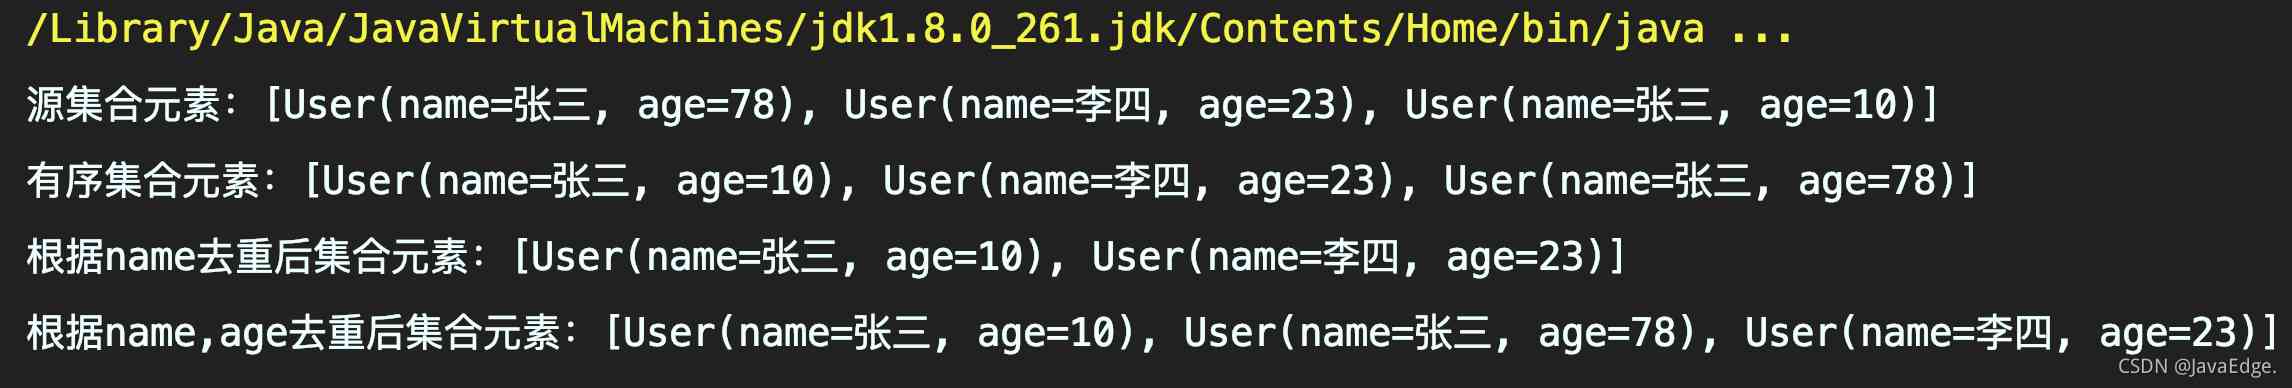 /Library/Java/JavaVirtualMachines/jdk1.8.0_261.jdk/Contents/Home/bin/java ...
源集合元素：[User(name=张三, age=78), User(name=李四, age=23), User(name=张三, age=10)]
有序集合元素：[User(name=张三, age=10), User(name=李四, age=23), User(name=张三, age=78)]
根据name去重后集合元素：[User(name=张三, age=10), User(name=李四, age=23)]
根据name,age去重后集合元素：[User(name=张三, age=10), User(name=张三, age=78), User(name=李四, age=23)]
CSDN @JavaEdge.